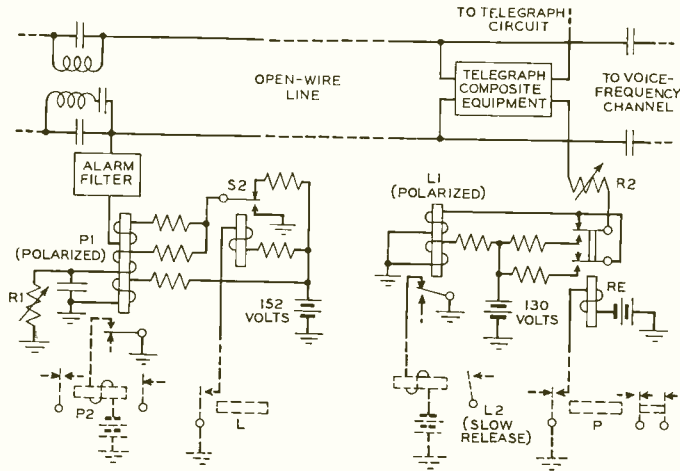 TO TELEGRAPH
CIRCUIT
OPEN-WIRE
LINE
TELEGRAPH
COMPOSITE
EQUIPMENT
TO VOICE-
FREQUENCY
CHANNEL
ALARM
FILTER
S2
L1
(POLARIZED)
R2
P1
(POLARIZED)
R1
152
VOLTS
130
VOLTS
RE
P2
L
L2
(SLOW
RELEASE)
P